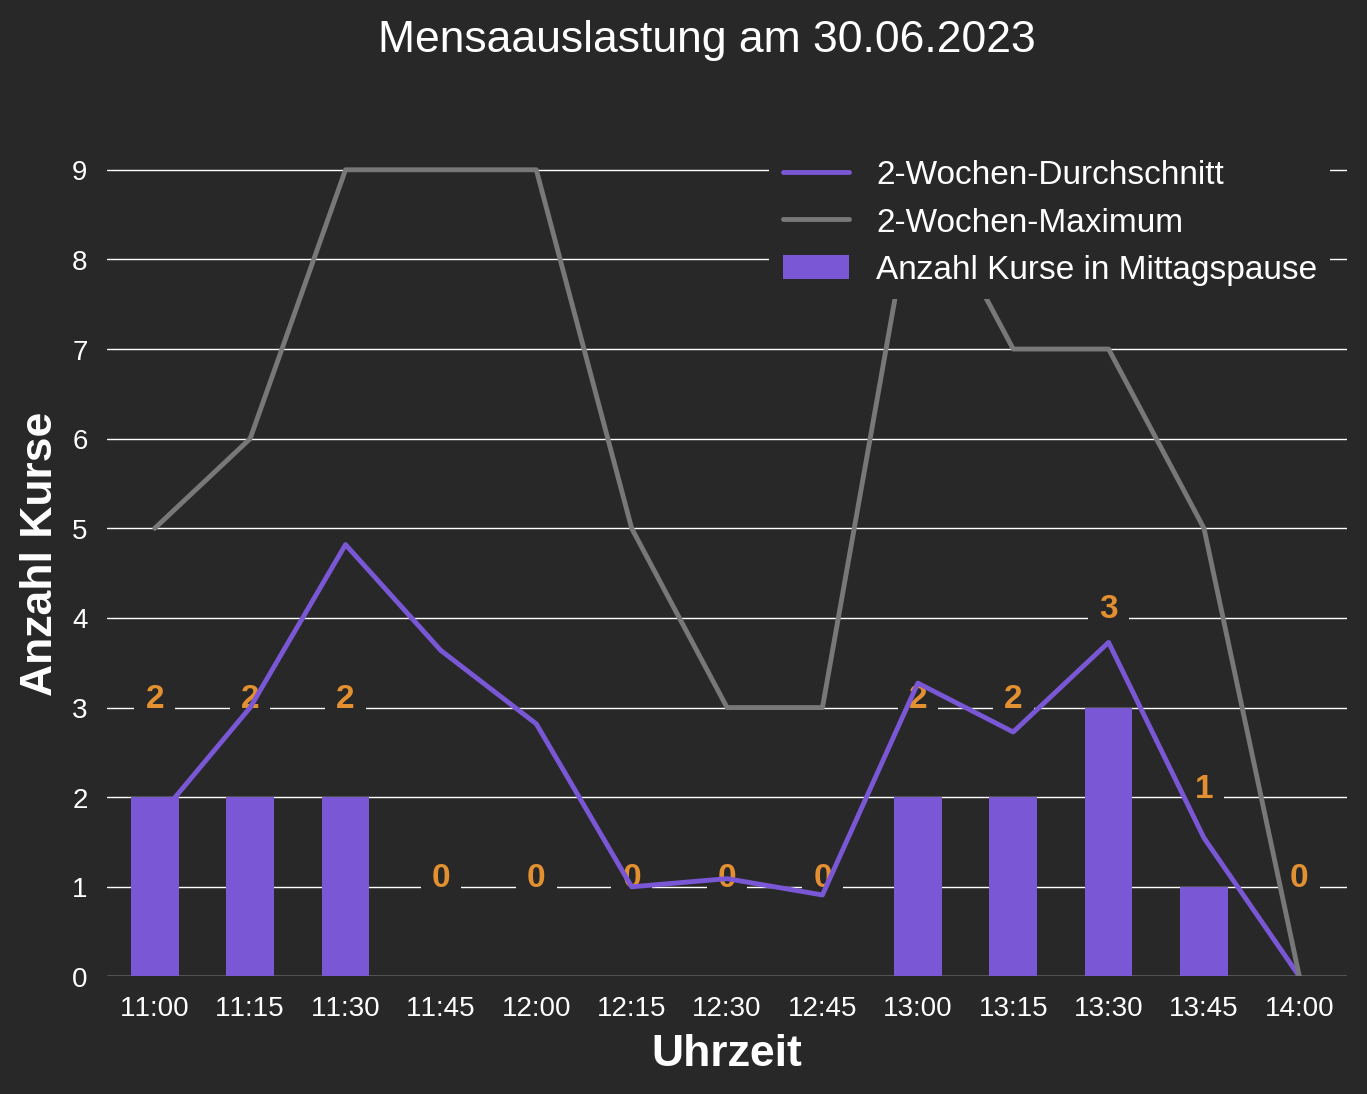 Mensaauslastung am 30.06.2023
2-Wochen-Durchschnitt
2-Wochen-Maximum
Anzahl Kurse in Mittagspause
Anzahl Kurse
9
8
7
6
5
4
3
2
1
0
3
2 2 2 2 2
1
0 0 0 0 0 0
11:00 11:15 11:30 11:45 12:00 12:15 12:30 12:45 13:00 13:15 13:30 13:45 14:00
Uhrzeit